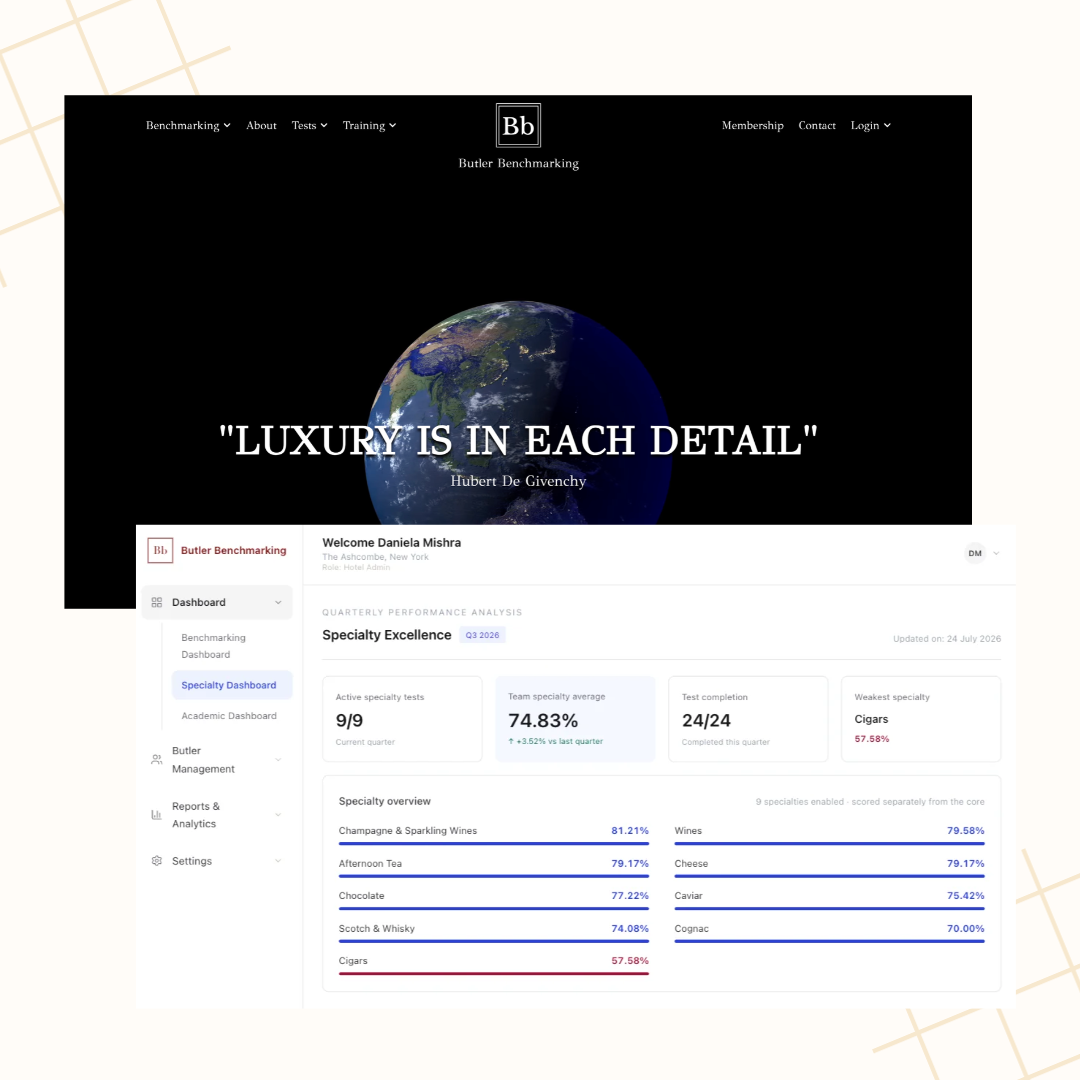 Benchmarking About Tests Training
Bb
Butler Benchmarking
Membership Contact Login
"LUXURY IS IN EACH DETAIL"
Hubert De Givenchy
Bb Butler Benchmarking
Dashboard
Benchmarking
Dashboard
Specialty Dashboard
Academic Dashboard
Butler
Management
Reports &
Analytics
Settings
Welcome Daniela Mishra
The Ashcombe, New York
Role: Hotel Admin
DM
QUARTERLY PERFORMANCE ANALYSIS
Specialty Excellence Q3 2026
Updated on: 24 July 2026
Active specialty tests
9/9
Current quarter
Team specialty average
74.83%
↑ +3.52% vs last quarter
Test completion
24/24
Completed this quarter
Weakest specialty
Cigars
57.58%
Specialty overview
9 specialties enabled · scored separately from the core
Champagne & Sparkling Wines 81.21%
Wines 79.58%
Afternoon Tea 79.17%
Cheese 79.17%
Chocolate 77.22%
Caviar 75.42%
Scotch & Whisky 74.08%
Cognac 70.00%
Cigars 57.58%